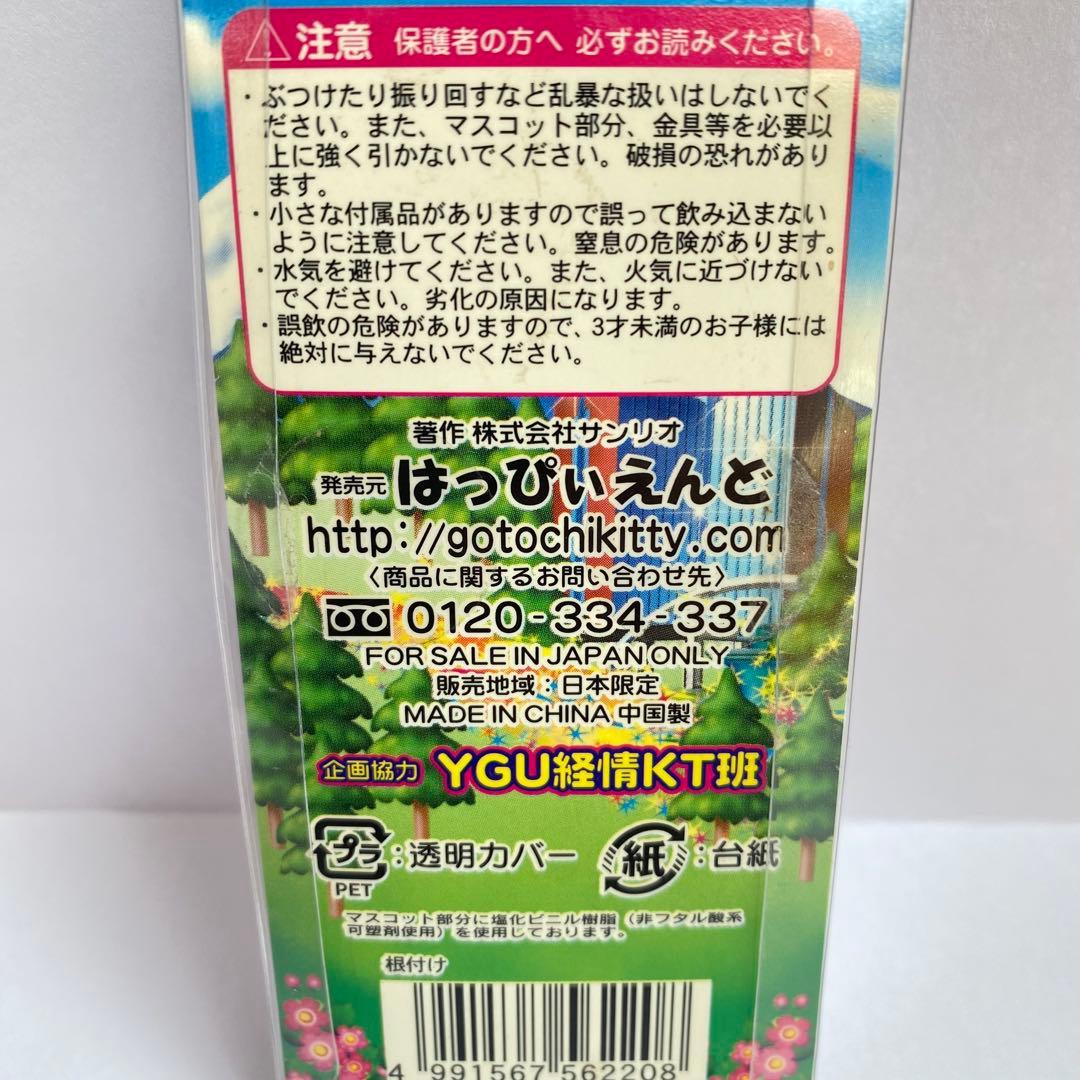 ⚠注意 保護者の方へ 必ずお読みください。
・ぶつけたり振り回すなど乱暴な扱いはしないでく
ださい。また、マスコット部分、金具等を必要以
上に強く引かないでください。破損の恐れがあり
ます。
・小さな付属品がありますので誤って飲み込まない
ように注意してください。窒息の危険があります。
・水気を避けてください。また、火気に近づけない
でください。劣化の原因になります。
・誤飲の危険がありますので、3才未満のお子様には
絶対に与えないでください。
著作 株式会社サンリオ
発売元 はっぴぃえんど
http://gotochikitty.com
〈商品に関するお問い合わせ先〉
0120-334-337
FOR SALE IN JAPAN ONLY
販売地域：日本限定
MADE IN CHINA 中国製
企画協力 YGU経情KT班
プラ：透明カバー 紙：台紙
PET
マスコット部分に塩化ビニル樹脂（非フタル酸系
可塑剤使用）を使用しております。
根付け
4 991567 562208